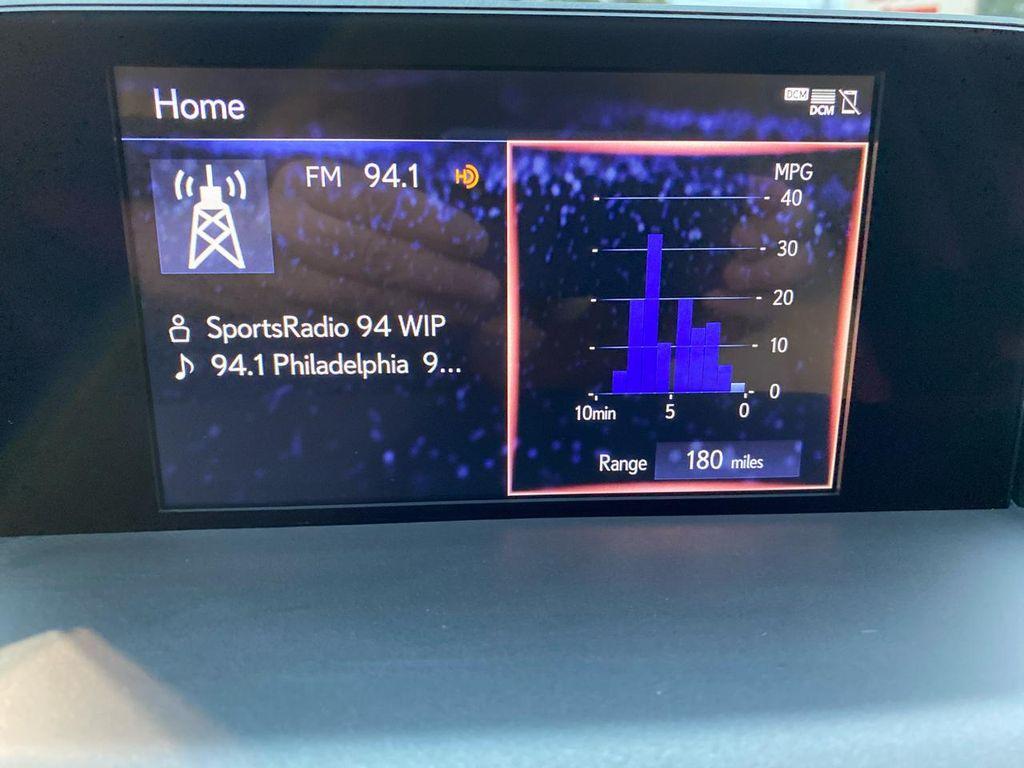 Home
DCM
DCM
FM 94.1 HD
SportsRadio 94 WIP
94.1 Philadelphia 9...
MPG
40
30
20
10
0
10min 5 0
Range 180 miles